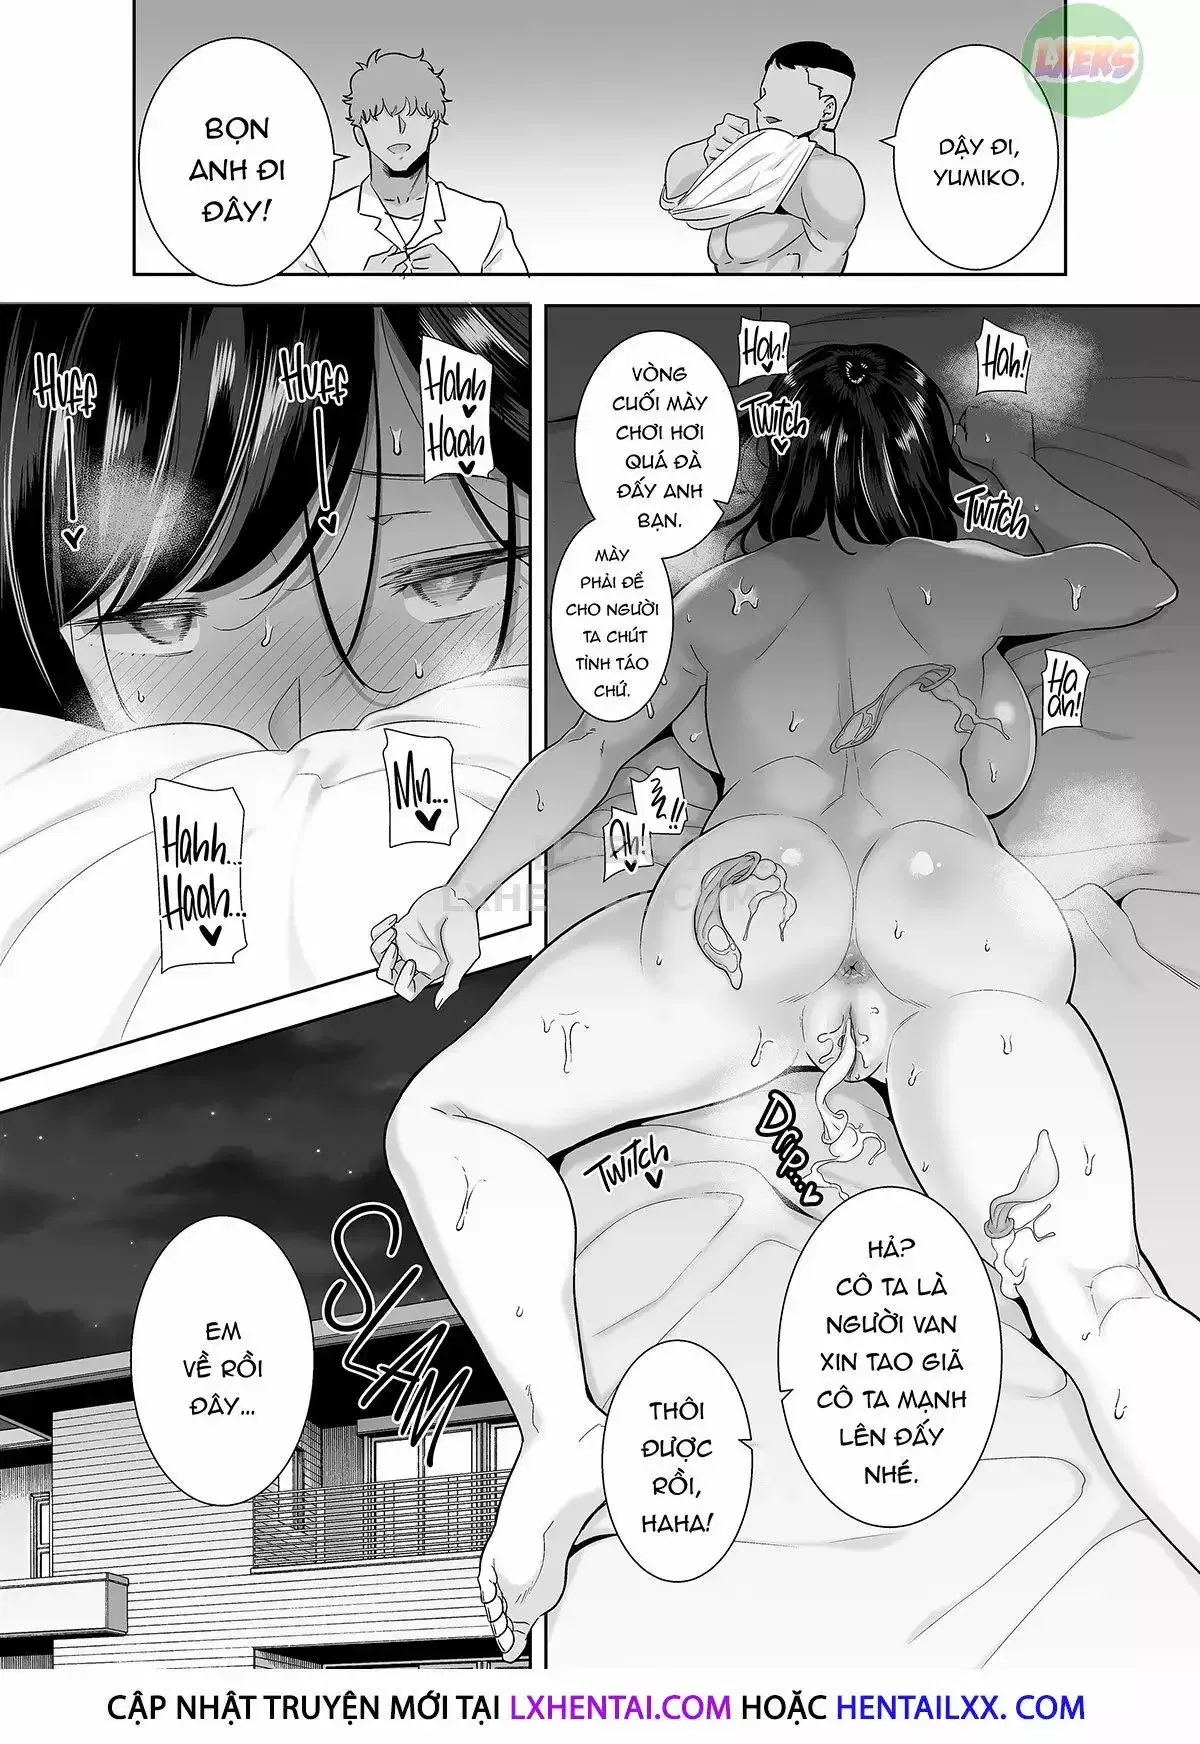 LXERS
DẬY ĐI,
YUMIKO.
BỌN
ANH ĐI
ĐÂY!
Hah!
Hah!
Twitch
Twitch
VÒNG
CUỐI MÀY
CHƠI HƠI
QUÁ ĐÀ
ĐẤY ANH
BẠN.
MÀY
PHẢI ĐỂ
CHO NGƯỜI
TA CHÚT
TỈNH TÁO
CHỨ.
Haah!
Ah!
LXHENTAI.COM
Drip...
Twitch
HẢ?
CÔ TA LÀ
NGƯỜI VAN
XIN TAO GIÃ
CÔ TA MẠNH
LÊN ĐẤY
NHÉ.
THÔI
ĐƯỢC
RỒI,
HAHA!
Hahh
Haah
Huff
Huff
Mn...
Hahh...
Haah...
SLAM
EM
VỀ RỒI
ĐÂY...
CẬP NHẬT TRUYỆN MỚI TẠI LXHENTAI.COM HOẶC HENTAILXX. COM